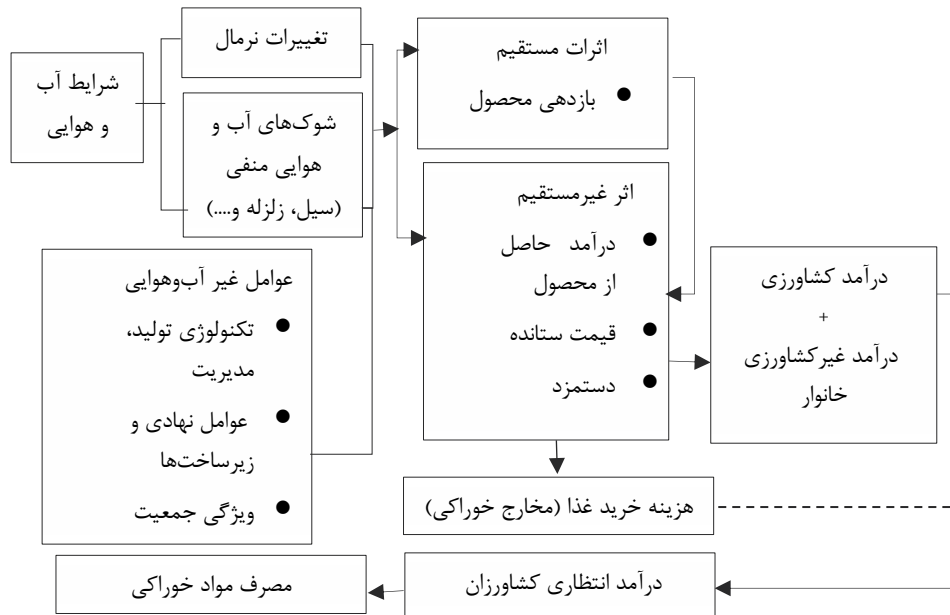 شرایط آب
و هوایی
تغییرات نرمال
شوک‌های آب و
هوایی منفی
(سیل، زلزله و....)
عوامل غیر آب‌وهوایی
● تکنولوژی تولید،
مدیریت
● عوامل نهادی و
زیرساخت‌ها
● ویژگی جمعیت
اثرات مستقیم
● بازدهی محصول
اثر غیرمستقیم
● درآمد حاصل
از محصول
● قیمت ستانده
● دستمزد
درآمد کشاورزی
+
درآمد غیرکشاورزی
خانوار
هزینه خرید غذا (مخارج خوراکی)
درآمد انتظاری کشاورزان
مصرف مواد خوراکی